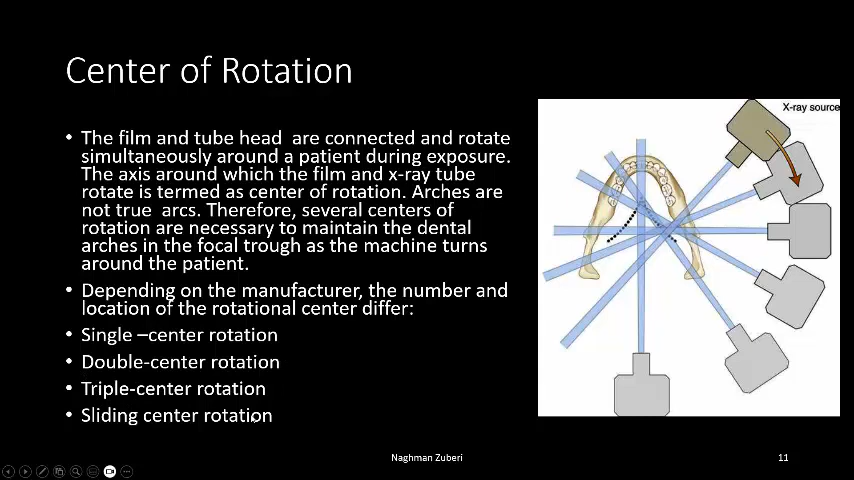 Center of Rotation
• The film and tube head are connected and rotate
simultaneously around a patient during exposure.
The axis around which the film and x-ray tube
rotate is termed as center of rotation. Arches are
not true arcs. Therefore, several centers of
rotation are necessary to maintain the dental
arches in the focal trough as the machine turns
around the patient.
• Depending on the manufacturer, the number and
location of the rotational center differ:
• Single –center rotation
• Double-center rotation
• Triple-center rotation
• Sliding center rotation
X-ray source
Naghman Zuberi
11